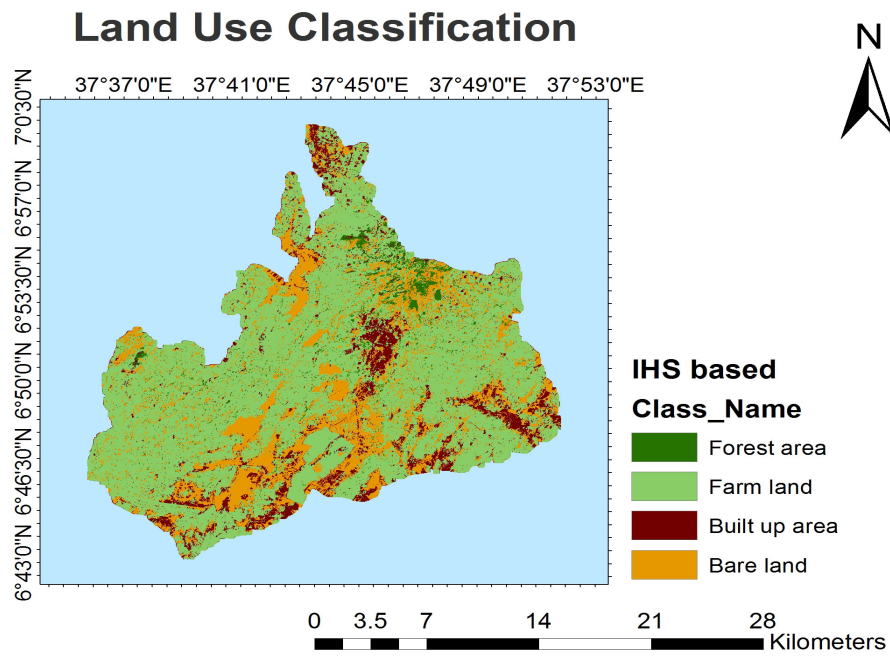 Land Use Classification
N
37°37'0"E 37°41'0"E 37°45'0"E 37°49'0"E 37°53'0"E
7°0'30"N
6°57'0"N
6°53'30"N
6°50'0"N
6°46'30"N
6°43'0"N
IHS based
Class_Name
Forest area
Farm land
Built up area
Bare land
0 3.5 7 14 21 28
Kilometers